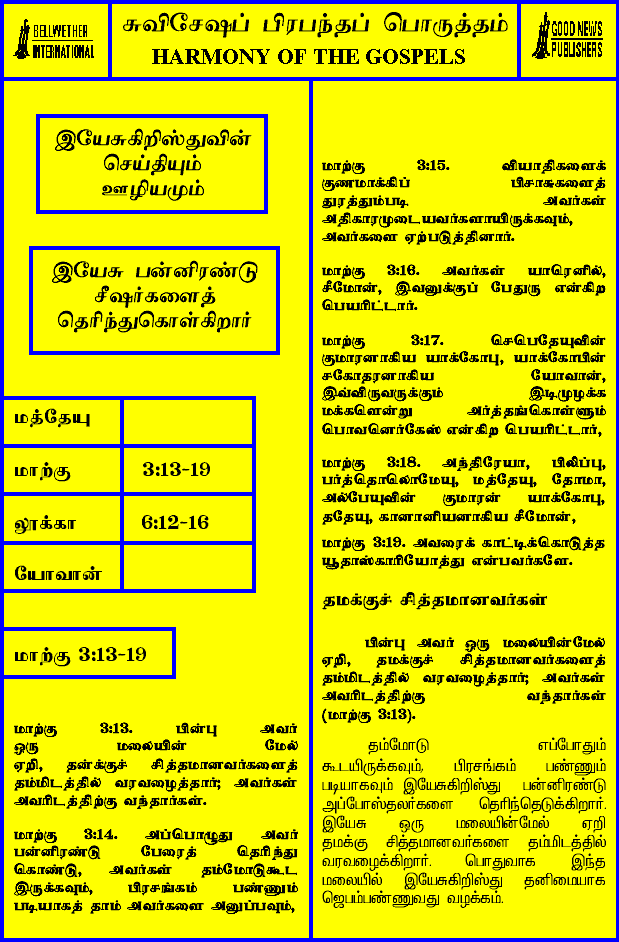 BELLWETHER
INTERNATIONAL
சுவிசேஷப் பிரபந்தப் பொருத்தம்
HARMONY OF THE GOSPELS
GOOD NEWS
PUBLISHERS
இயேசுகிறிஸ்துவின்
செய்தியும்
ஊழியமும்
இயேசு பன்னிரண்டு
சீஷர்களைத்
தெரிந்துகொள்கிறார்
மத்தேயு
மாற்கு 3:13-19
லூக்கா 6:12-16
யோவான்
மாற்கு 3:13-19
மாற்கு 3:13. பின்பு அவர்
ஒரு மலையின் மேல்
ஏறி, தன்க்குச் சித்தமானவர்களைத்
தம்மிடத்தில் வரவழைத்தார்; அவர்கள்
அவரிடத்திற்கு வந்தார்கள்.
மாற்கு 3:14. அப்பொழுது அவர்
பன்னிரண்டு பேரைத் தெரிந்து
கொண்டு, அவர்கள் தம்மோடுகூட
இருக்கவும், பிரசங்கம் பண்ணும்
படியாகத் தாம் அவர்களை அனுப்பவும்,
மாற்கு 3:15. வியாதிகளைக்
குணமாக்கிப் பிசாசுகளைத்
துரத்தும்படி அவர்கள்
அதிகாரமுடையவர்களாயிருக்கவும்,
அவர்களை ஏற்படுத்தினார்.
மாற்கு 3:16. அவர்கள் யாரெனில்,
சீமோன், இவனுக்குப் பேதுரு என்கிற
பெயரிட்டார்.
மாற்கு 3:17. செபெதேயுவின்
குமாரனாகிய யாக்கோபு, யாக்கோபின்
சகோதரனாகிய யோவான்,
இவ்விருவருக்கும் இடிமுழக்க
மக்களென்று அர்த்தங்கொள்ளும்
பொவனெர்கேஸ் என்கிற பெயரிட்டார்,
மாற்கு 3:18. அந்திரேயா, பிலிப்பு,
பர்த்தொலொமேயு, மத்தேயு, தோமா,
அல்பேயுவின் குமாரன் யாக்கோபு,
ததேயு, கானானியனாகிய சீமோன்,
மாற்கு 3:19. அவரைக் காட்டிக்கொடுத்த
யூதாஸ்காரியோத்து என்பவர்களே.
தமக்குச் சித்தமானவர்கள்
பின்பு அவர் ஒரு மலையின்மேல்
ஏறி, தமக்குச் சித்தமானவர்களைத்
தம்மிடத்தில் வரவழைத்தார்; அவர்கள்
அவரிடத்திற்கு வந்தார்கள்
(மாற்கு 3:13).
தம்மோடு எப்போதும்
கூடயிருக்கவும், பிரசங்கம் பண்ணும்
படியாகவும் இயேசுகிறிஸ்து பன்னிரண்டு
அப்போஸ்தலர்களை தெரிந்தெடுக்கிறார்.
இயேசு ஒரு மலையின்மேல் ஏறி
தமக்கு சித்தமானவர்களை தம்மிடத்தில்
வரவழைக்கிறார். பொதுவாக இந்த
மலையில் இயேசுகிறிஸ்து தனிமையாக
ஜெபம்பண்ணுவது வழக்கம்.